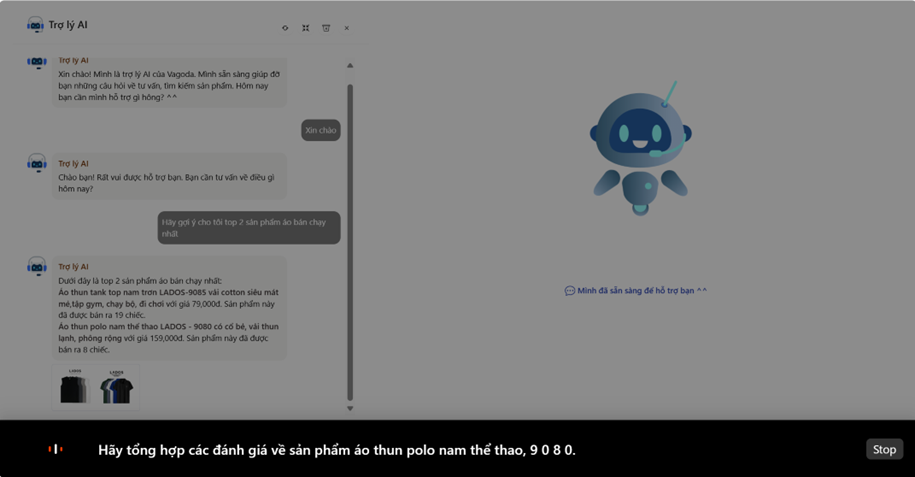 Trợ lý AI
Trợ lý AI
Xin chào! Mình là trợ lý AI của Vagoda. Mình sẵn sàng giúp đỡ
bạn những câu hỏi về tư vấn, tìm kiếm sản phẩm. Hôm nay
bạn cần mình hỗ trợ gì hông? ^^
Xin chào
Trợ lý AI
Chào bạn! Rất vui được hỗ trợ bạn. Bạn cần tư vấn về điều gì
hôm nay?
Hãy gợi ý cho tôi top 2 sản phẩm áo bán chạy
nhất
Trợ lý AI
Dưới đây là top 2 sản phẩm áo bán chạy nhất:
Áo thun tank top nam trơn LADOS-9085 vải cotton siêu mát
mẻ,tập gym, chạy bộ, đi chơi với giá 79,000đ. Sản phẩm này
đã được bán ra 19 chiếc.
Áo thun polo nam thể thao LADOS - 9080 có cổ bẻ, vải thun
lạnh, phông rộng với giá 159,000đ. Sản phẩm này đã được
bán ra 8 chiếc.
LADOS
Mình đã sẵn sàng để hỗ trợ bạn ^^
Hãy tổng hợp các đánh giá về sản phẩm áo thun polo nam thể thao, 9 0 8 0.
Stop